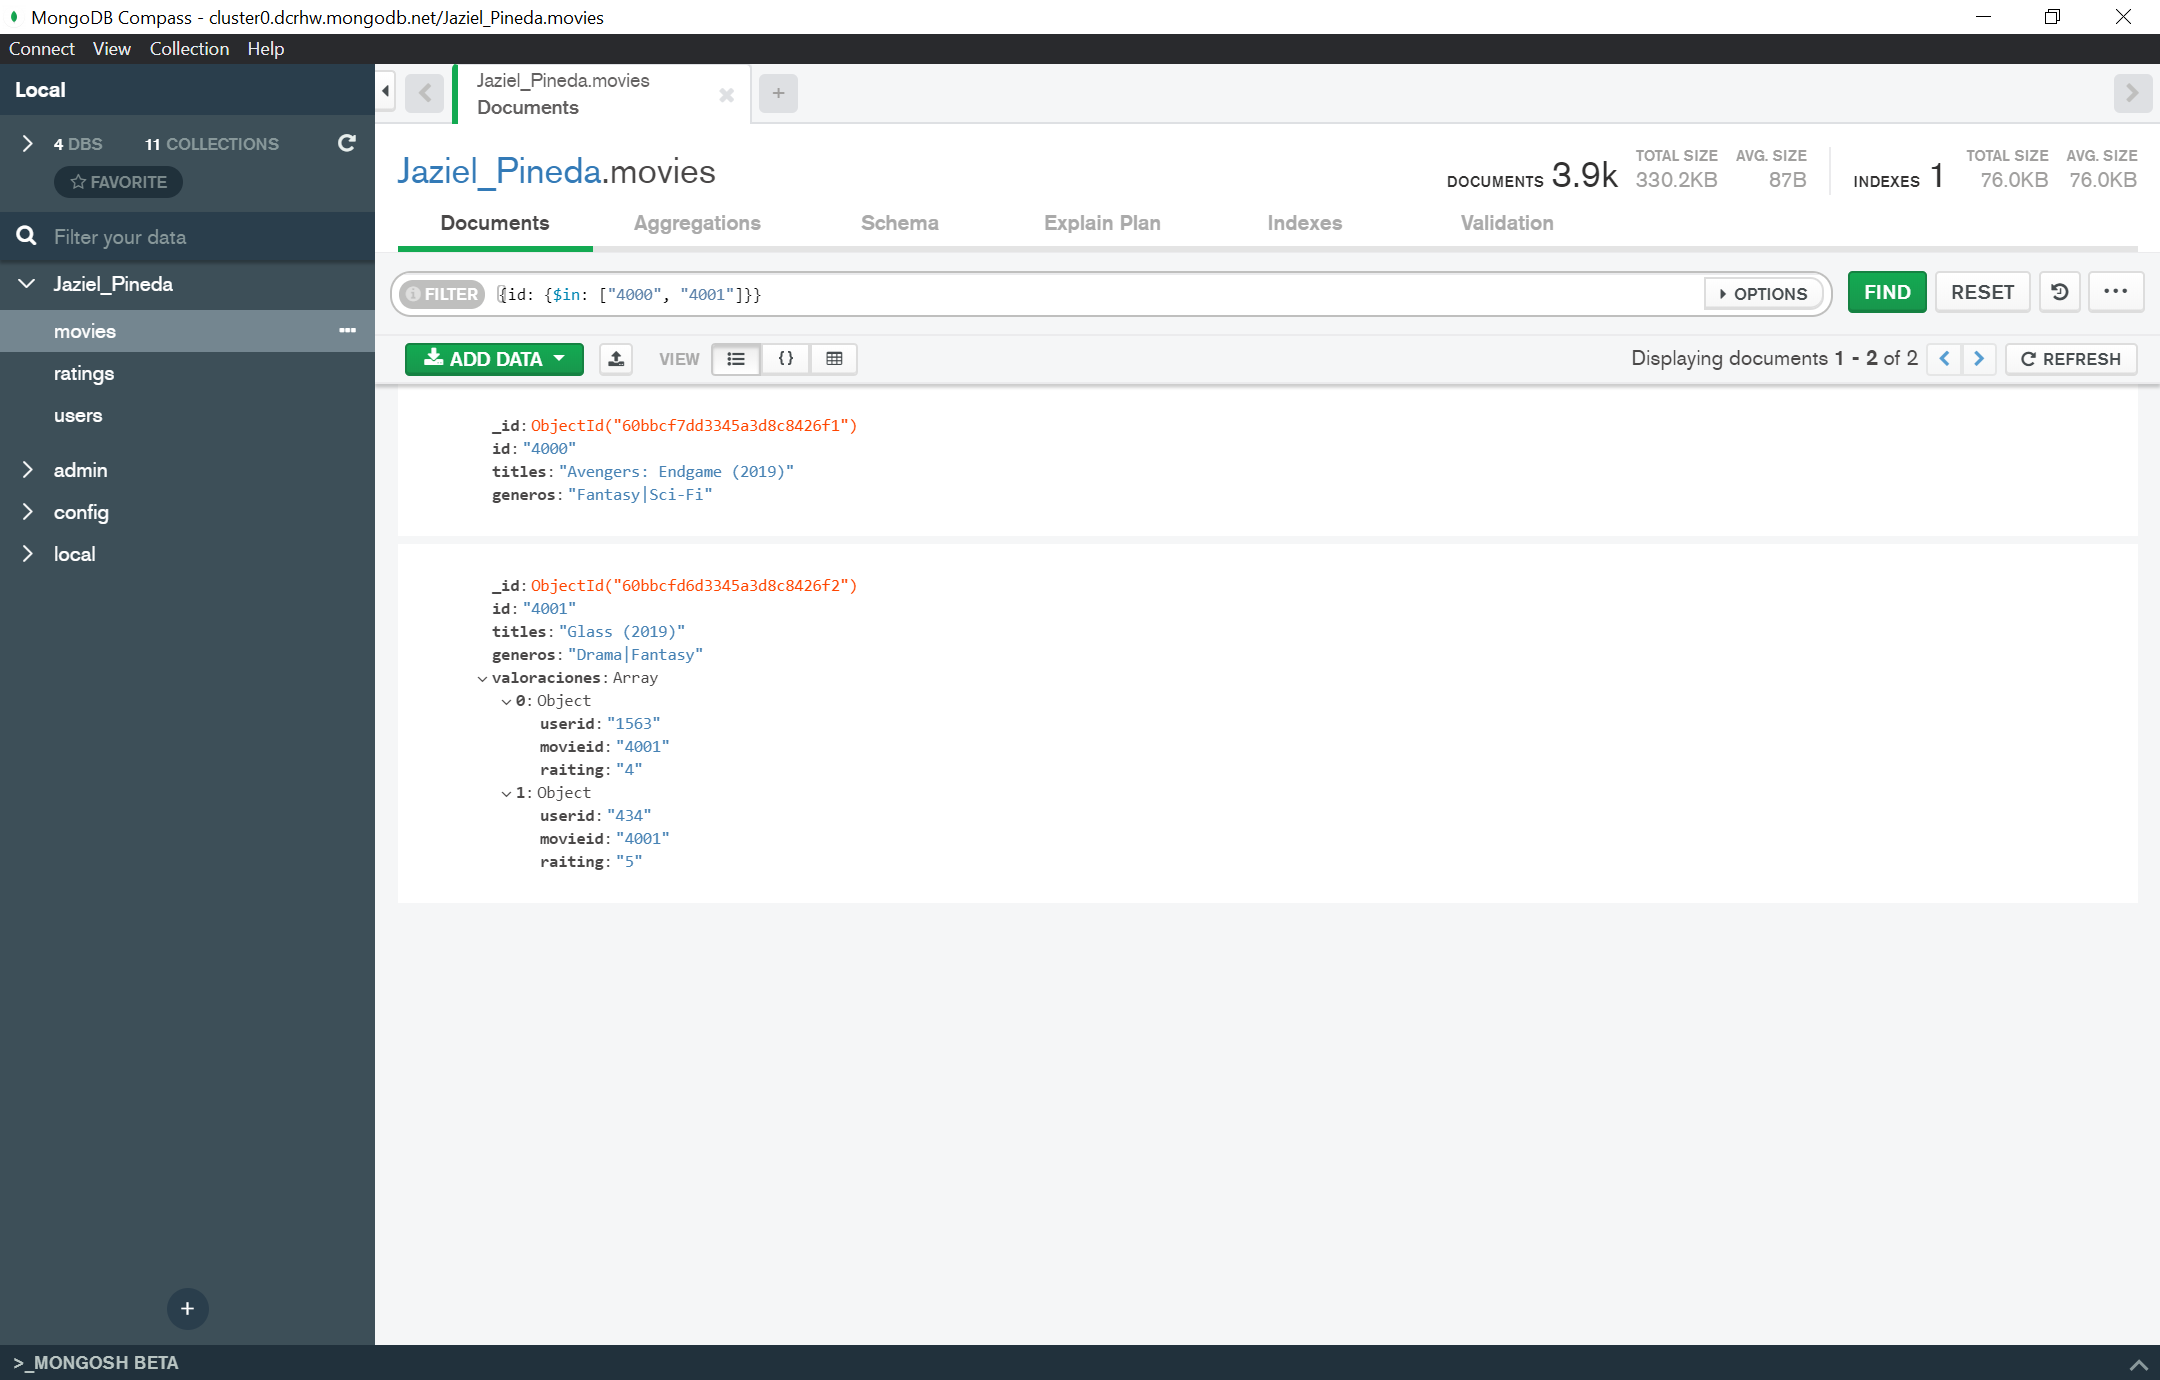 MongoDB Compass - cluster0.dcrhw.mongodb.net/Jaziel_Pineda.movies
Connect View Collection Help
Local
4 DBS 11 COLLECTIONS
FAVORITE
Filter your data
Jaziel_Pineda
movies
ratings
users
admin
config
local
>_MONGOSH BETA
Jaziel_Pineda.movies
Documents
Jaziel_Pineda.movies
DOCUMENTS 3.9k TOTAL SIZE 330.2KB AVG. SIZE 87B INDEXES 1 TOTAL SIZE 76.0KB AVG. SIZE 76.0KB
Documents Aggregations Schema Explain Plan Indexes Validation
FILTER {id: {$in: ["4000", "4001"]}} OPTIONS FIND RESET
ADD DATA VIEW Displaying documents 1 - 2 of 2 REFRESH
_id: ObjectId("60bbcf7dd3345a3d8c8426f1")
id: "4000"
titles: "Avengers: Endgame (2019)"
generos: "Fantasy|Sci-Fi"
_id: ObjectId("60bbcfd6d3345a3d8c8426f2")
id: "4001"
titles: "Glass (2019)"
generos: "Drama|Fantasy"
valoraciones: Array
0: Object
userid: "1563"
movieid: "4001"
raiting: "4"
1: Object
userid: "434"
movieid: "4001"
raiting: "5"